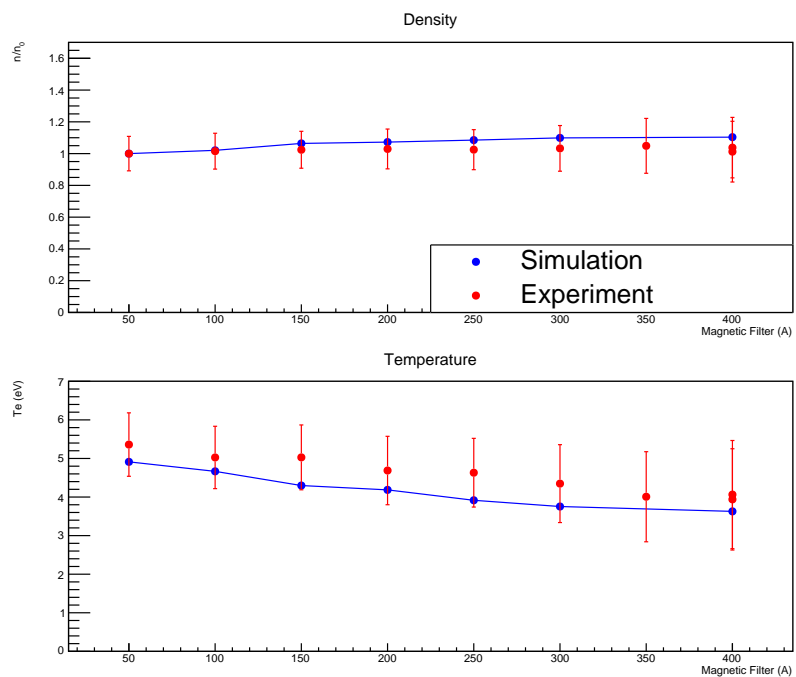 Density
n/n0
1.6
1.4
1.2
1
0.8
0.6
0.4
0.2
0
Simulation
Experiment
50 100 150 200 250 300 350 400
Magnetic Filter (A)
Temperature
Te (eV)
7
6
5
4
3
2
1
0
50 100 150 200 250 300 350 400
Magnetic Filter (A)